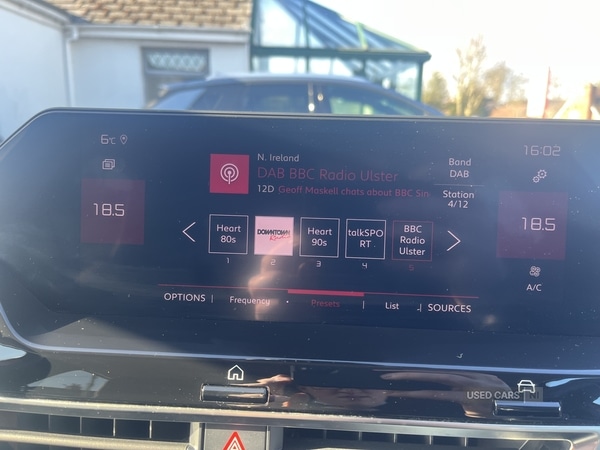 6°C
16:02
N. Ireland
DAB BBC Radio Ulster
12D Geoff Maskell chats about BBC Sin
Band
DAB
Station
4/12
18.5
18.5
Heart
80s
DOWNTOWN
Radio
Heart
90s
talkSPO
RT
BBC
Radio
Ulster
1 2 3 4 5
A/C
OPTIONS | Frequency • Presets | List | SOURCES
USED CARS